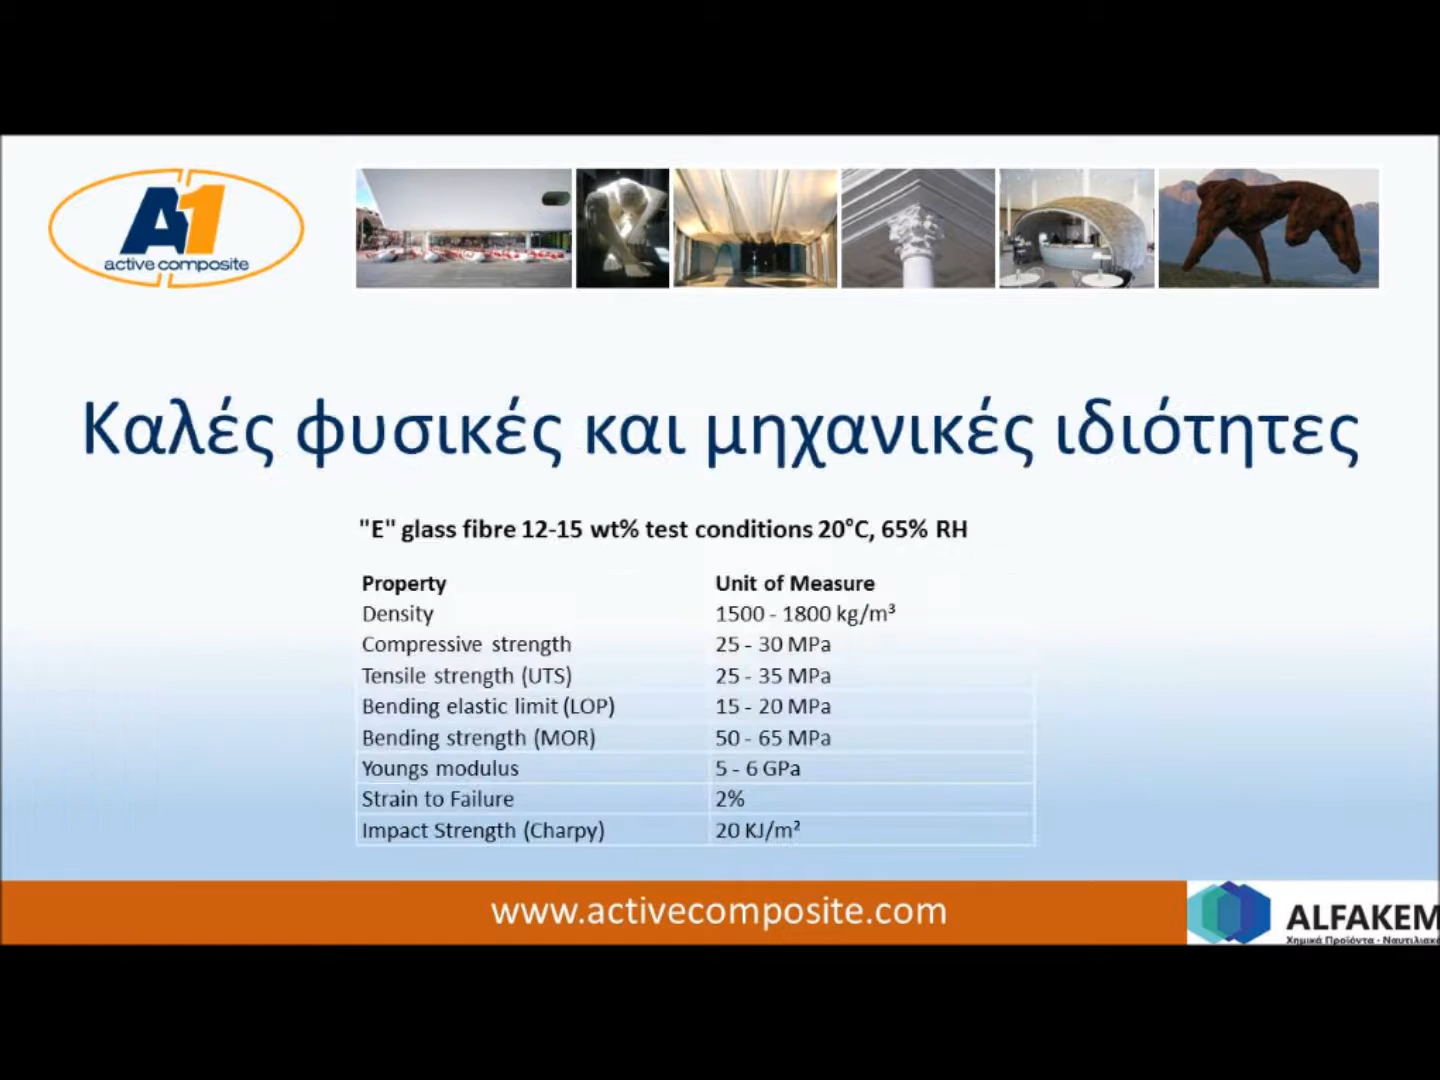 A1
active composite
Καλές φυσικές και μηχανικές ιδιότητες
"E" glass fibre 12-15 wt% test conditions 20°C, 65% RH
Property Unit of Measure
Density 1500 - 1800 kg/m³
Compressive strength 25 - 30 MPa
Tensile strength (UTS) 25 - 35 MPa
Bending elastic limit (LOP) 15 - 20 MPa
Bending strength (MOR) 50 - 65 MPa
Youngs modulus 5 - 6 GPa
Strain to Failure 2%
Impact Strength (Charpy) 20 KJ/m²
www.activecomposite.com
ALFAKEM
Χημικά Προϊόντα · Ναυτιλιακά